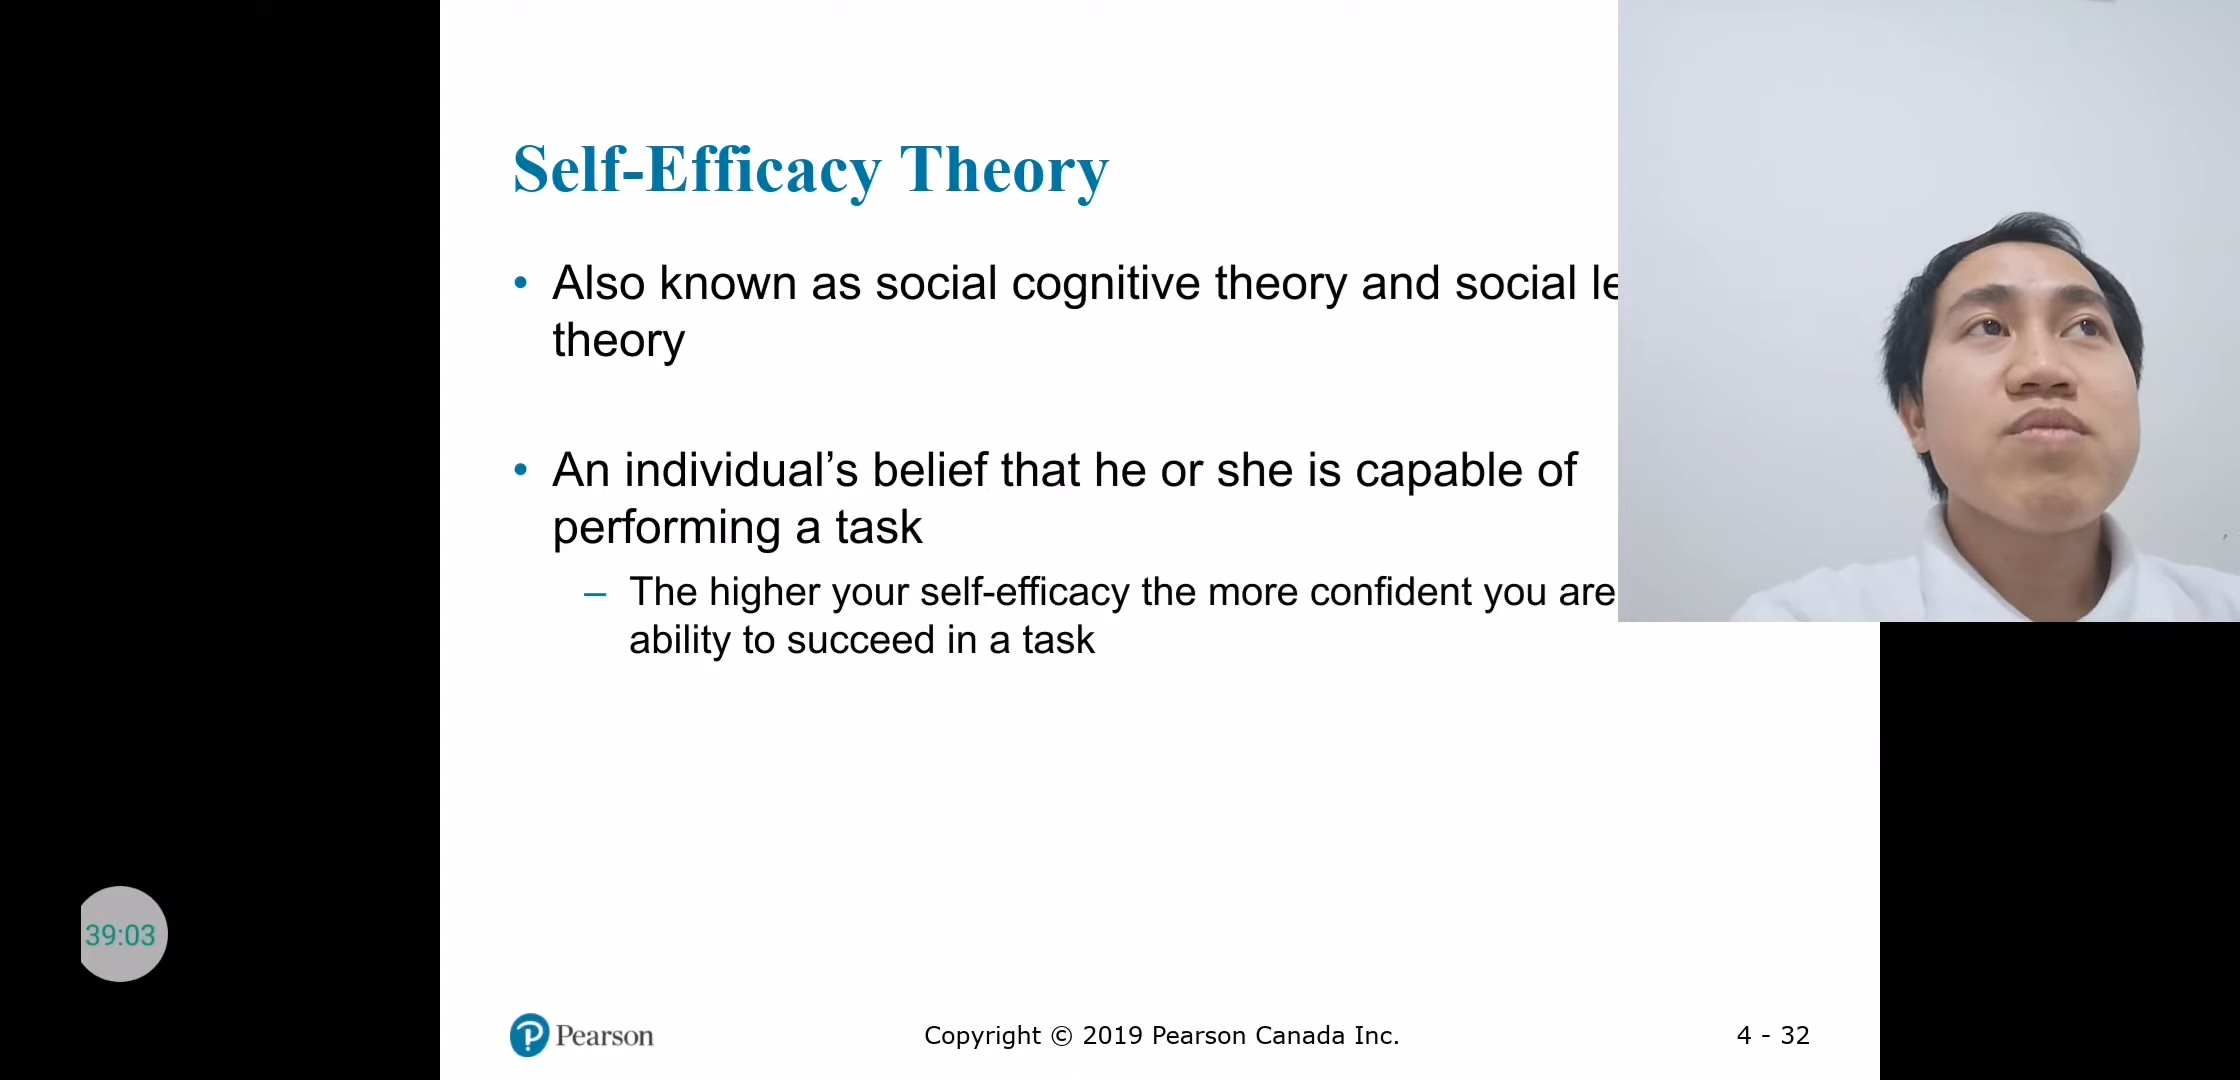 Self-Efficacy Theory
• Also known as social cognitive theory and social
theory
• An individual’s belief that he or she is capable of
performing a task
– The higher your self-efficacy the more confident you are
ability to succeed in a task
39:03
Pearson
Copyright © 2019 Pearson Canada Inc.
4 - 32